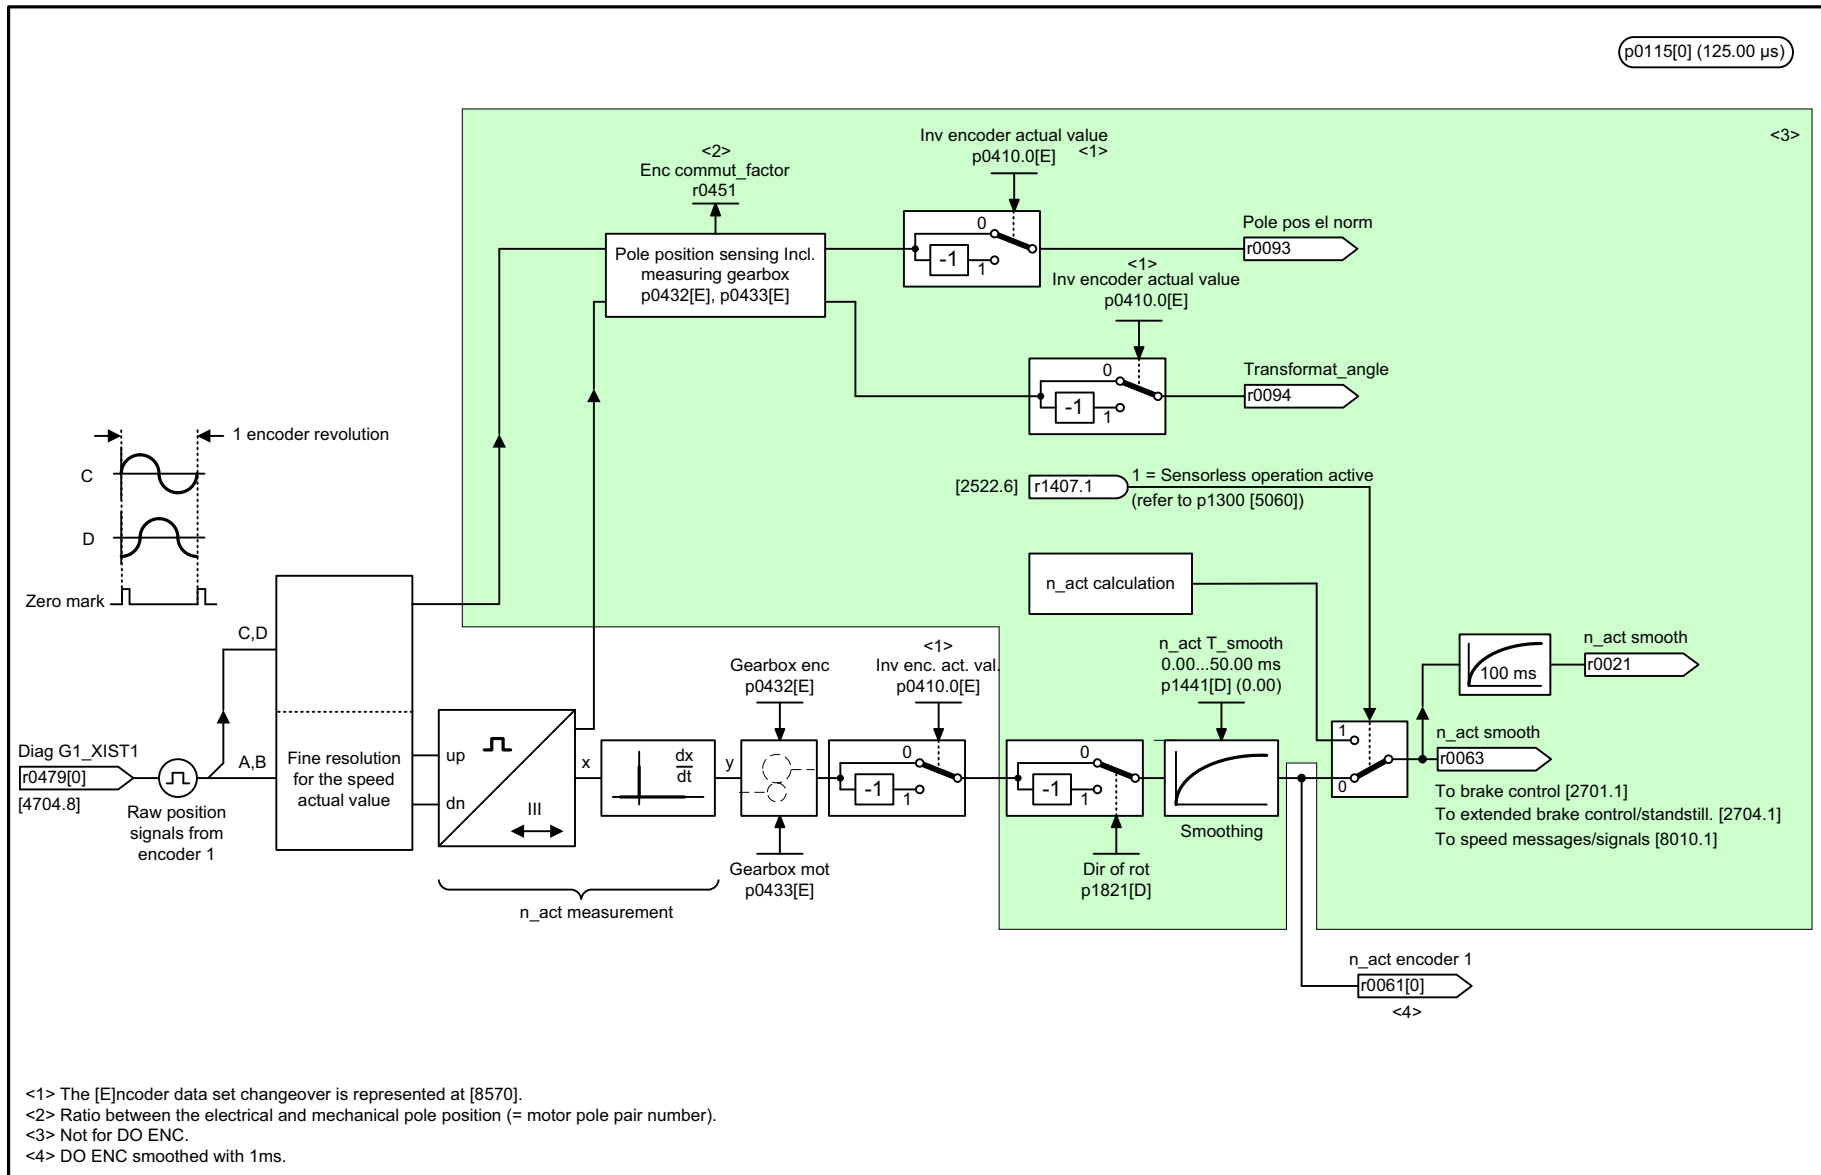 p0115[0] (125.00 µs)
<3>
Inv encoder actual value
p0410.0[E]
<1>
<2>
Enc commut_factor
r0451
Pole position sensing Incl.
measuring gearbox
p0432[E], p0433[E]
0
-1
1
Pole pos el norm
r0093
<1>
Inv encoder actual value
p0410.0[E]
0
-1
1
Transformat_angle
r0094
1 encoder revolution
C
D
Zero mark
[2522.6]
r1407.1
1 = Sensorless operation active
(refer to p1300 [5060])
n_act calculation
C,D
A,B
Diag G1_XIST1
r0479[0]
[4704.8]
Raw position
signals from
encoder 1
Fine resolution
for the speed
actual value
up
dn
III
x
dx
dt
y
n_act measurement
Gearbox enc
p0432[E]
Gearbox mot
p0433[E]
<1>
Inv enc. act. val.
p0410.0[E]
0
-1
1
0
-1
1
Dir of rot
p1821[D]
n_act T_smooth
0.00...50.00 ms
p1441[D] (0.00)
Smoothing
1
0
100 ms
n_act smooth
r0021
n_act smooth
r0063
To brake control [2701.1]
To extended brake control/standstill. [2704.1]
To speed messages/signals [8010.1]
n_act encoder 1
r0061[0]
<4>
<1> The [E]ncoder data set changeover is represented at [8570].
<2> Ratio between the electrical and mechanical pole position (= motor pole pair number).
<3> Not for DO ENC.
<4> DO ENC smoothed with 1ms.